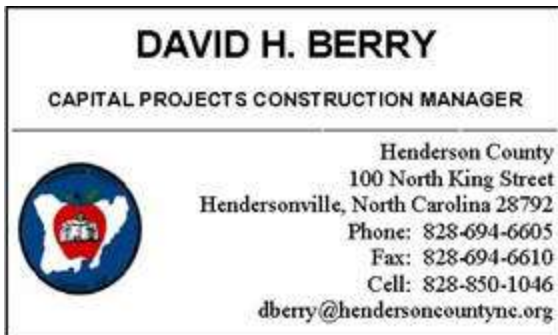 DAVID H. BERRY
CAPITAL PROJECTS CONSTRUCTION MANAGER
Henderson County
100 North King Street
Hendersonville, North Carolina 28792
Phone: 828-694-6605
Fax: 828-694-6610
Cell: 828-850-1046
dberry@hendersoncountync.org